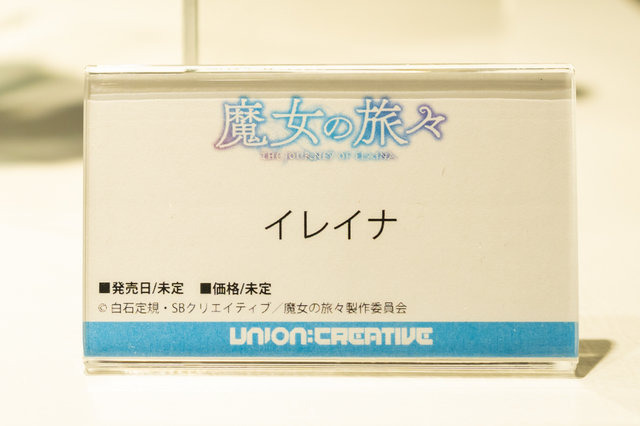 魔女の旅々
THE JOURNEY OF ELAINA
イレイナ
■発売日/未定 ■価格/未定
© 白石定規・SBクリエイティブ／魔女の旅々製作委員会
UNION:CREATIVE